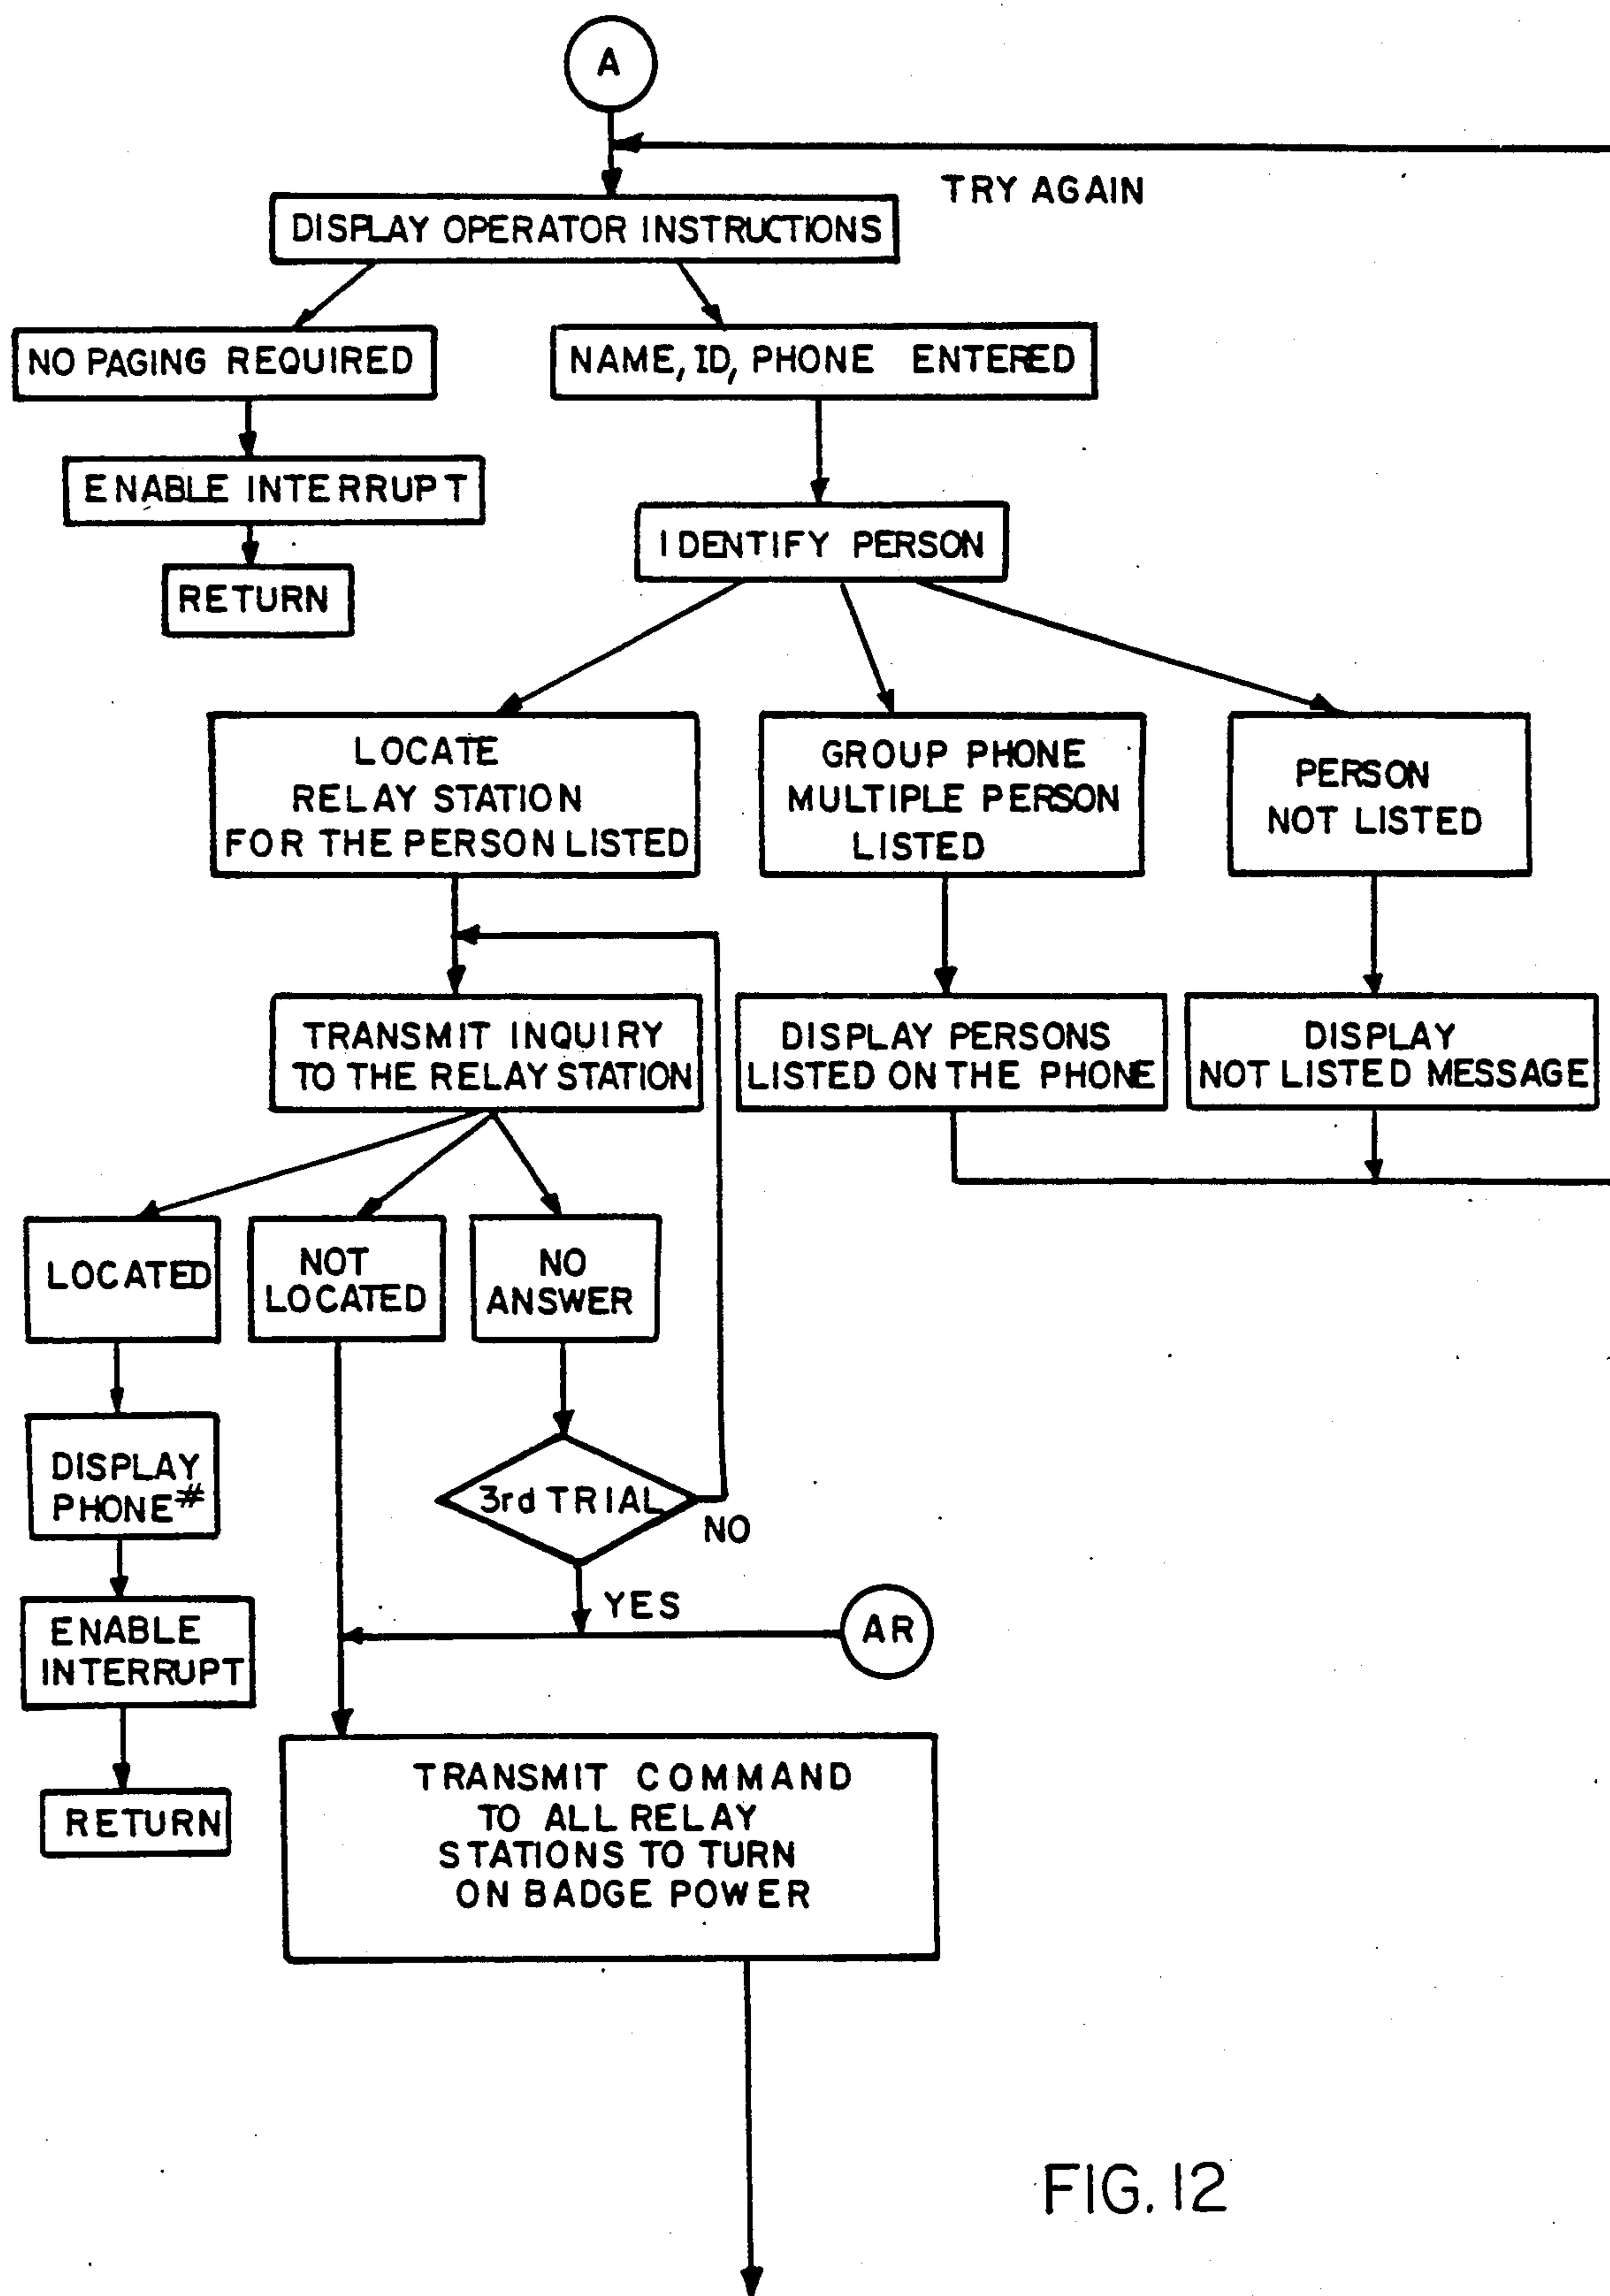 A
TRY AGAIN
DISPLAY OPERATOR INSTRUCTIONS
NO PAGING REQUIRED
NAME, ID, PHONE ENTERED
ENABLE INTERRUPT
IDENTIFY PERSON
RETURN
LOCATE
RELAY STATION
FOR THE PERSON LISTED
GROUP PHONE
MULTIPLE PERSON
LISTED
PERSON
NOT LISTED
TRANSMIT INQUIRY
TO THE RELAY STATION
DISPLAY PERSONS
LISTED ON THE PHONE
DISPLAY
NOT LISTED MESSAGE
LOCATED
NOT
LOCATED
NO
ANSWER
DISPLAY
PHONE#
3rd TRIAL
NO
YES
AR
ENABLE
INTERRUPT
RETURN
TRANSMIT COMMAND
TO ALL RELAY
STATIONS TO TURN
ON BADGE POWER
FIG. 12